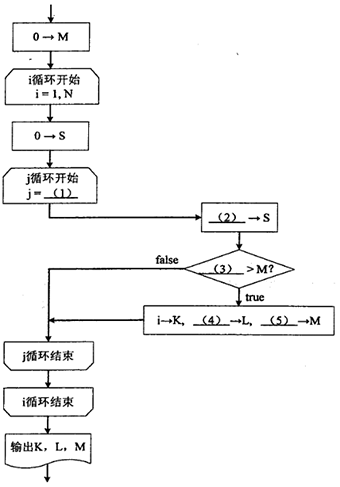 0 → M
i循环开始
i = 1, N
0 → S
j循环开始
j = （1）
（2） → S
false
（3） > M?
true
i→K, （4）→L, （5）→M
j循环结束
i循环结束
输出K，L，M